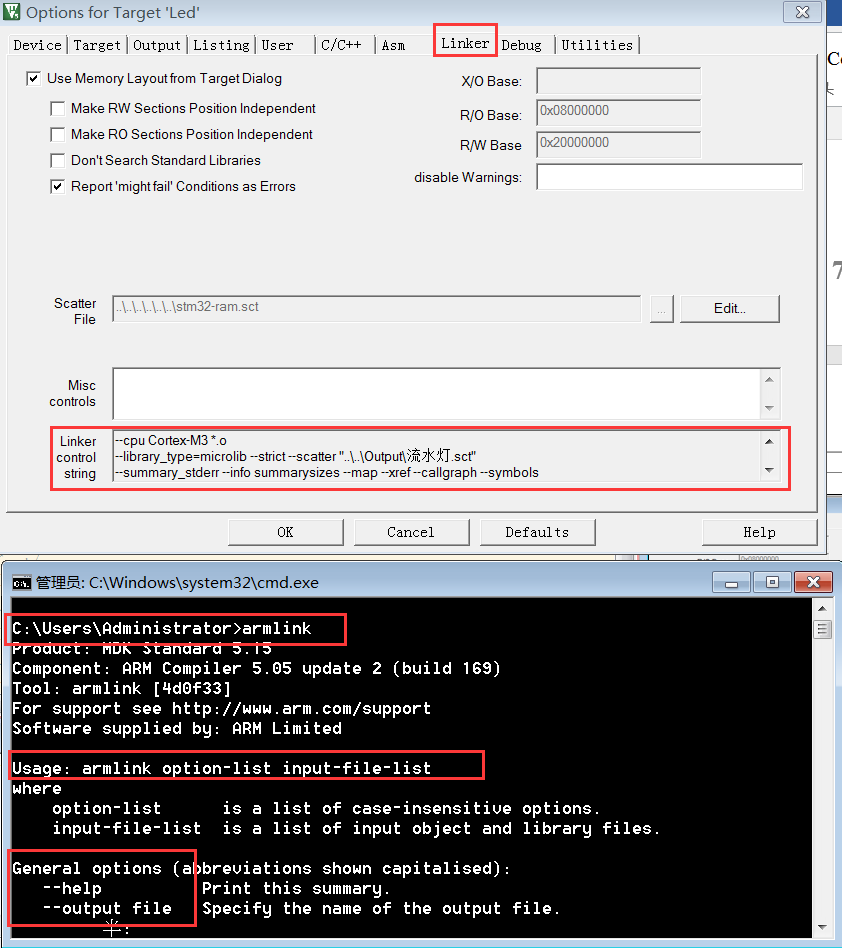 Options for Target 'Led'
Device Target Output Listing User C/C++ Asm Linker Debug Utilities
Use Memory Layout from Target Dialog
X/O Base:
Make RW Sections Position Independent
R/O Base: 0x08000000
Make RO Sections Position Independent
R/W Base 0x20000000
Don't Search Standard Libraries
disable Warnings:
Report 'might fail' Conditions as Errors
Scatter File
..\..\..\..\..\..\stm32-ram.sct
... Edit...
Misc controls
Linker control string
--cpu Cortex-M3 *.o
--library_type=microlib --strict --scatter "..\..\Output\流水灯.sct"
--summary_stderr --info summarysizes --map --xref --callgraph --symbols
OK Cancel Defaults Help
管理员: C:\Windows\system32\cmd.exe
C:\Users\Administrator>armlink
Product: MDK Standard 5.15
Component: ARM Compiler 5.05 update 2 (build 169)
Tool: armlink [4d0f33]
For support see http://www.arm.com/support
Software supplied by: ARM Limited
Usage: armlink option-list input-file-list
where
option-list is a list of case-insensitive options.
input-file-list is a list of input object and library files.
General options (abbreviations shown capitalised):
--help Print this summary.
--output file Specify the name of the output file.